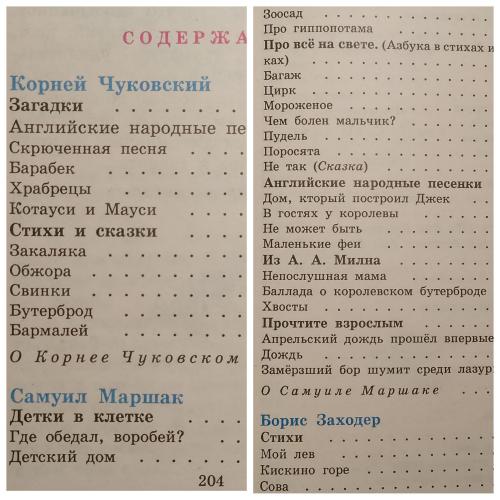 СОДЕРЖА
Корней Чуковский
Загадки . . . . . . . . .
Английские народные пе
Скрюченная песня . . . . .
Барабек . . . . . . . . .
Храбрецы . . . . . . . .
Котауси и Мауси . . . . .
Стихи и сказки . . . . .
Закаляка . . . . . . . .
Обжора . . . . . . . . .
Свинки . . . . . . . . .
Бутерброд . . . . . . . .
Бармалей . . . . . . . .
О Корнее Чуковском
Самуил Маршак
Детки в клетке . . . . .
Где обедал, воробей? . . .
Детский дом . . . . . .
204
Зоосад . . . . . . . . .
Про гиппопотама . . . . .
Про всё на свете. (Азбука в стихах и
ках) . . . . . . . . .
Багаж . . . . . . . . .
Цирк . . . . . . . . .
Мороженое . . . . . . .
Чем болен мальчик? . . . .
Пудель . . . . . . . . .
Поросята . . . . . . . .
Не так (Сказка) . . . . .
Английские народные песенки
Дом, кторый построил Джек
В гостях у королевы . . . .
Не может быть . . . . . .
Маленькие феи . . . . . .
Из А. А. Милна . . . . .
Непослушная мама . . . .
Баллада о королевском бутерброде
Хвосты . . . . . . . . .
Прочтите взрослым . . . .
Апрельский дождь прошёл впервые
Дождь . . . . . . . . .
Замёрзший бор шумит среди лазур
О Самуиле Маршаке . . . .
Борис Заходер
Стихи . . . . . . . . .
Мой лев . . . . . . . .
Кискино горе . . . . . .
Сова . . . . . . . . .